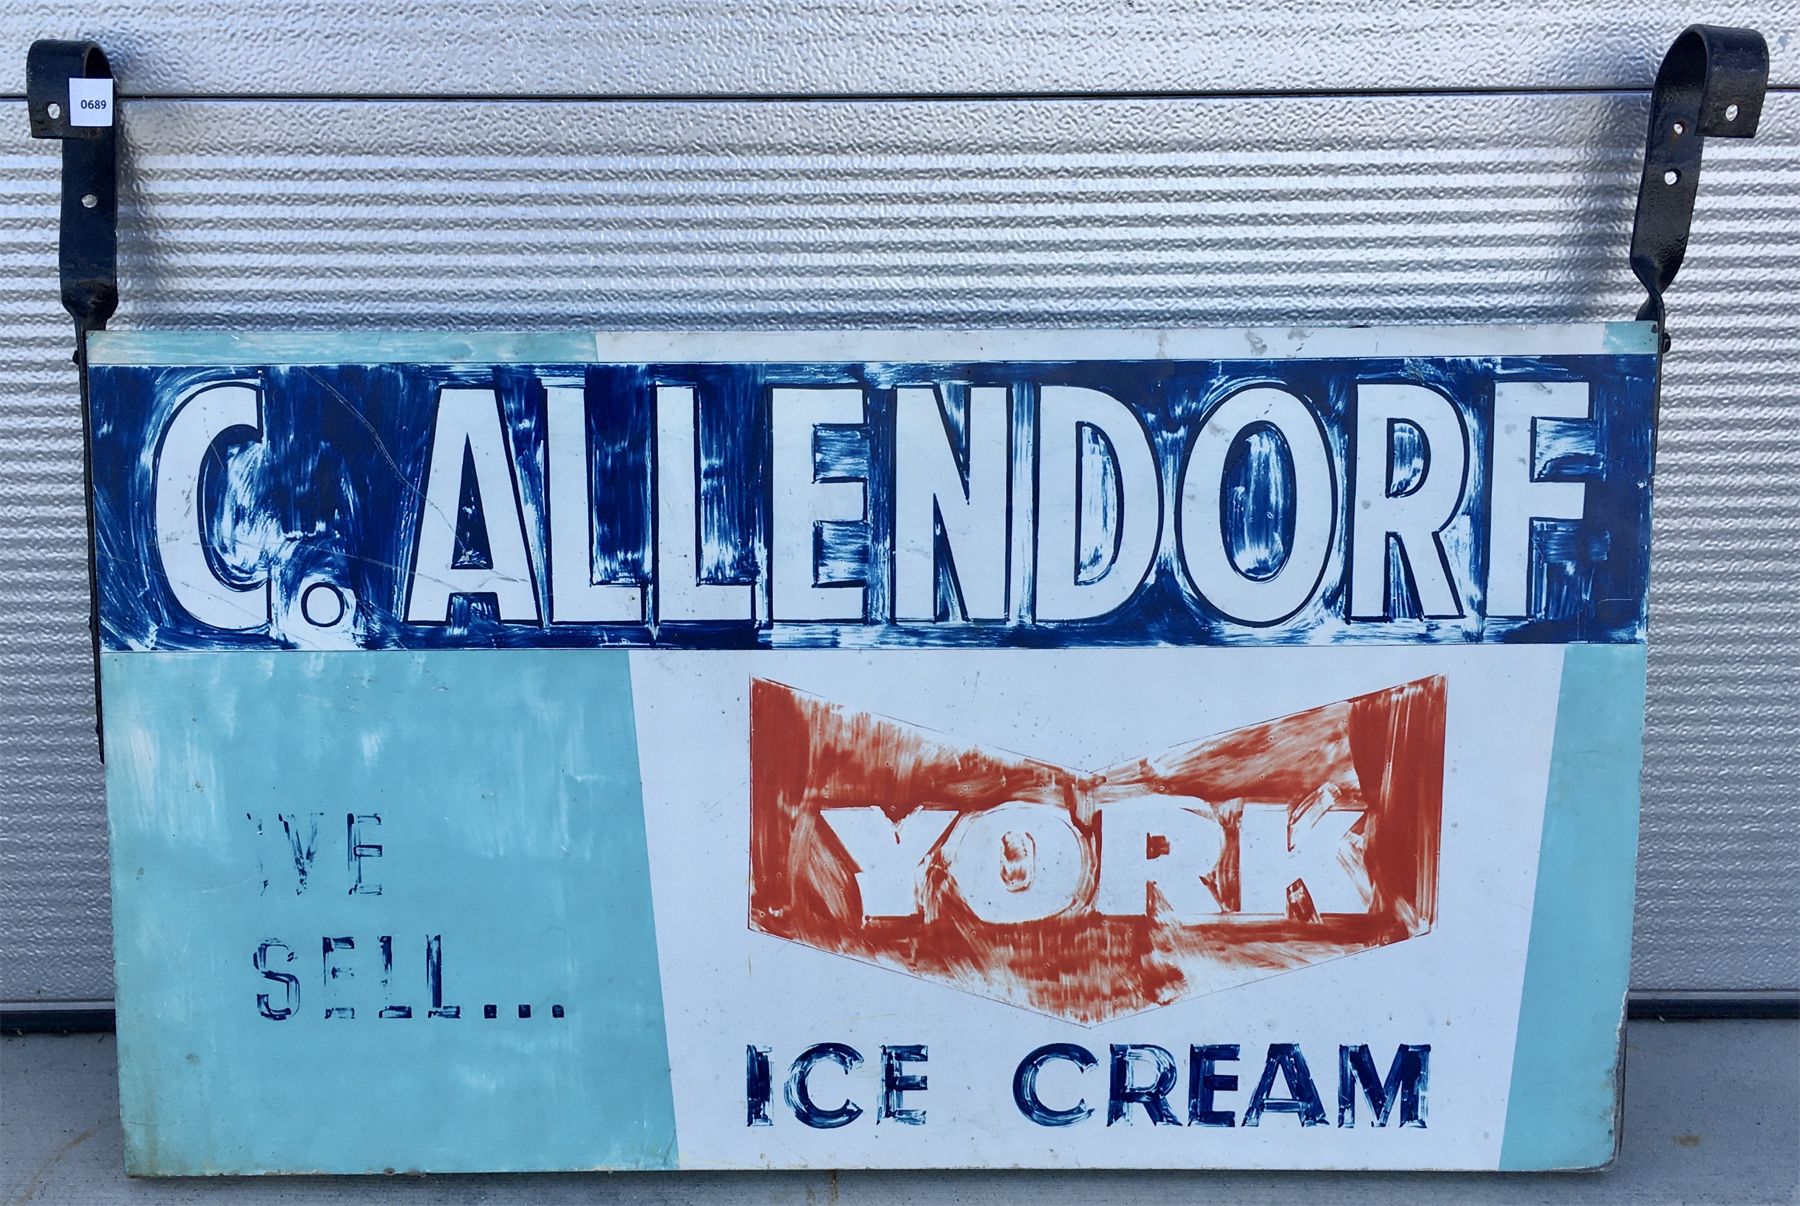 0689
C. ALLENDORF
WE
SELL...
YORK
ICE CREAM